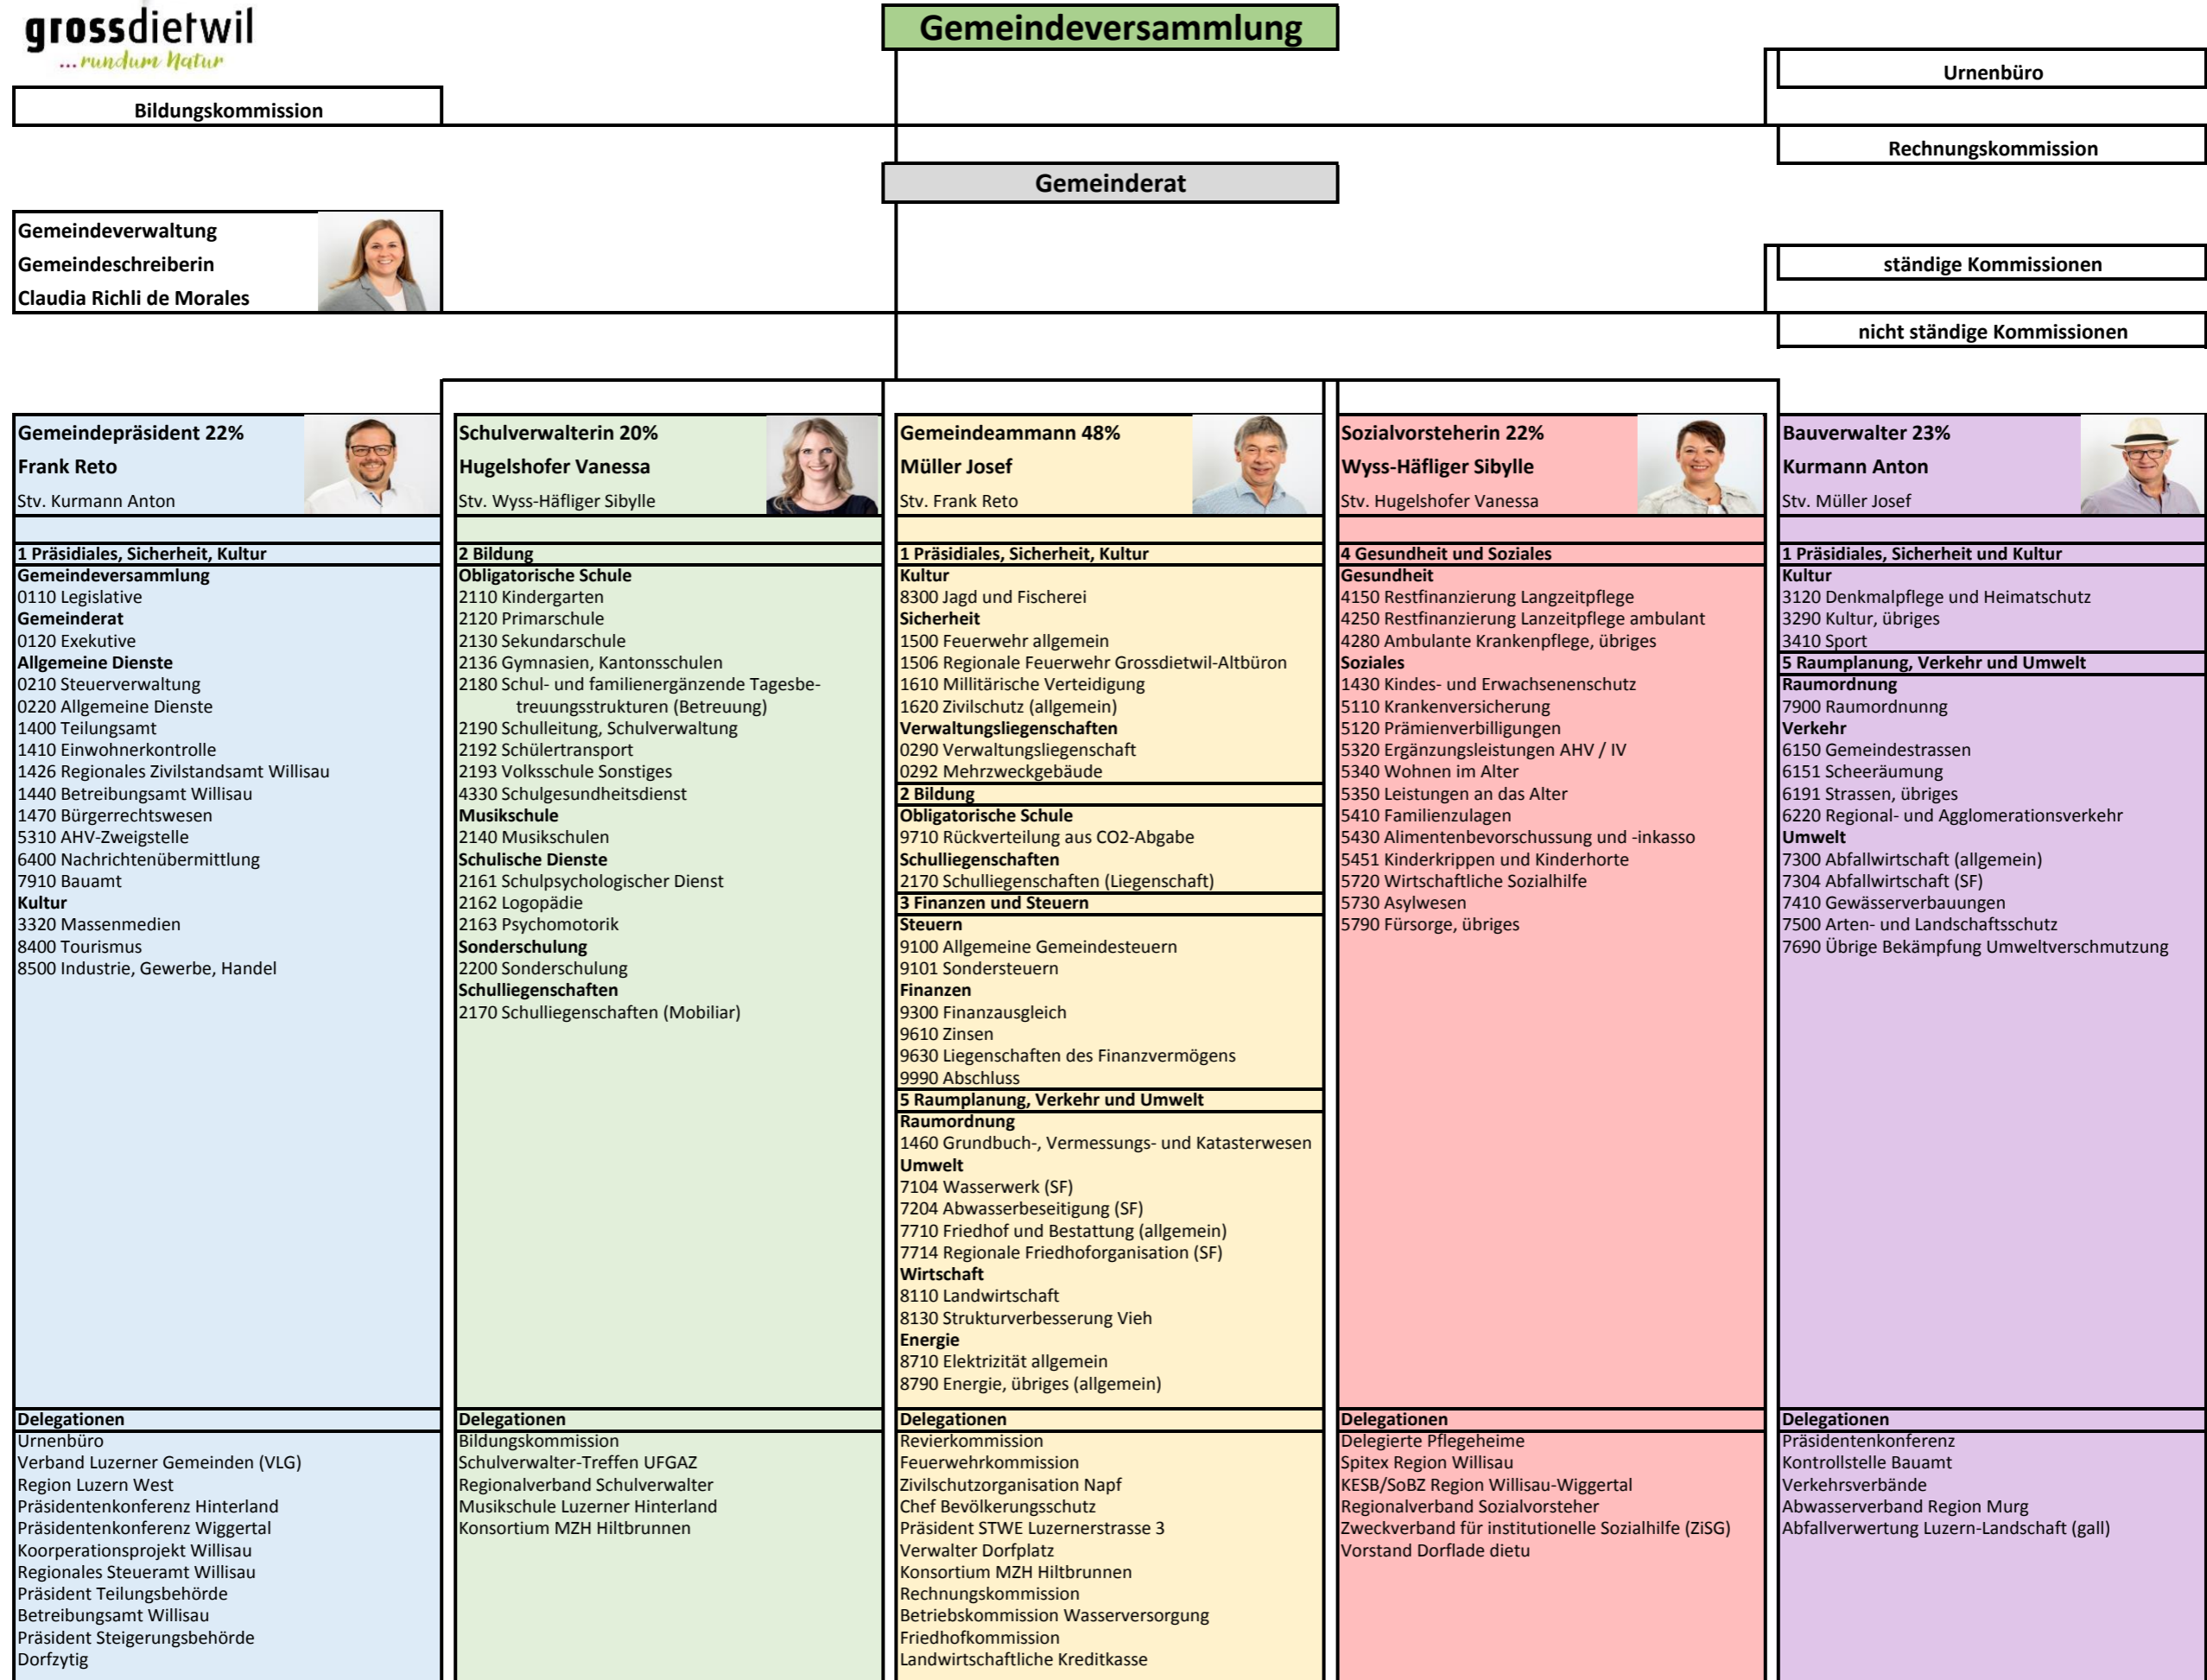 grossdietwil
... rundum Natur
Gemeindeversammlung
Urnenbüro
Bildungskommission
Rechnungskommission
Gemeinderat
Gemeindeverwaltung
Gemeindeschreiberin
Claudia Richli de Morales
ständige Kommissionen
nicht ständige Kommissionen
Gemeindepräsident 22%
Frank Reto
Stv. Kurmann Anton
1 Präsidiales, Sicherheit, Kultur
Gemeindeversammlung
0110 Legislative
Gemeinderat
0120 Exekutive
Allgemeine Dienste
0210 Steuerverwaltung
0220 Allgemeine Dienste
1400 Teilungsamt
1410 Einwohnerkontrolle
1426 Regionales Zivilstandsamt Willisau
1440 Betreibungsamt Willisau
1470 Bürgerrechtswesen
5310 AHV-Zweigstelle
6400 Nachrichtenübermittlung
7910 Bauamt
Kultur
3320 Massenmedien
8400 Tourismus
8500 Industrie, Gewerbe, Handel
Delegationen
Urnenbüro
Verband Luzerner Gemeinden (VLG)
Region Luzern West
Präsidentenkonferenz Hinterland
Präsidentenkonferenz Wiggertal
Koorperationsprojekt Willisau
Regionales Steueramt Willisau
Präsident Teilungsbehörde
Betreibungsamt Willisau
Präsident Steigerungsbehörde
Dorfzytig
Schulverwalterin 20%
Hugelshofer Vanessa
Stv. Wyss-Häfliger Sibylle
2 Bildung
Obligatorische Schule
2110 Kindergarten
2120 Primarschule
2130 Sekundarschule
2136 Gymnasien, Kantonsschulen
2180 Schul- und familienergänzende Tagesbe-
treuungsstrukturen (Betreuung)
2190 Schulleitung, Schulverwaltung
2192 Schülertransport
2193 Volksschule Sonstiges
4330 Schulgesundheitsdienst
Musikschule
2140 Musikschulen
Schulische Dienste
2161 Schulpsychologischer Dienst
2162 Logopädie
2163 Psychomotorik
Sonderschulung
2200 Sonderschulung
Schulliegenschaften
2170 Schulliegenschaften (Mobiliar)
Delegationen
Bildungskommission
Schulverwalter-Treffen UFGAZ
Regionalverband Schulverwalter
Musikschule Luzerner Hinterland
Konsortium MZH Hiltbrunnen
Gemeindeammann 48%
Müller Josef
Stv. Frank Reto
1 Präsidiales, Sicherheit, Kultur
Kultur
8300 Jagd und Fischerei
Sicherheit
1500 Feuerwehr allgemein
1506 Regionale Feuerwehr Grossdietwil-Altbüron
1610 Millitärische Verteidigung
1620 Zivilschutz (allgemein)
Verwaltungsliegenschaften
0290 Verwaltungsliegenschaft
0292 Mehrzweckgebäude
2 Bildung
Obligatorische Schule
9710 Rückverteilung aus CO2-Abgabe
Schulliegenschaften
2170 Schulliegenschaften (Liegenschaft)
3 Finanzen und Steuern
Steuern
9100 Allgemeine Gemeindesteuern
9101 Sondersteuern
Finanzen
9300 Finanzausgleich
9610 Zinsen
9630 Liegenschaften des Finanzvermögens
9990 Abschluss
5 Raumplanung, Verkehr und Umwelt
Raumordnung
1460 Grundbuch-, Vermessungs- und Katasterwesen
Umwelt
7104 Wasserwerk (SF)
7204 Abwasserbeseitigung (SF)
7710 Friedhof und Bestattung (allgemein)
7714 Regionale Friedhoforganisation (SF)
Wirtschaft
8110 Landwirtschaft
8130 Strukturverbesserung Vieh
Energie
8710 Elektrizität allgemein
8790 Energie, übriges (allgemein)
Delegationen
Revierkommission
Feuerwehrkommission
Zivilschutzorganisation Napf
Chef Bevölkerungsschutz
Präsident STWE Luzernerstrasse 3
Verwalter Dorfplatz
Konsortium MZH Hiltbrunnen
Rechnungskommission
Betriebskommission Wasserversorgung
Friedhofkommission
Landwirtschaftliche Kreditkasse
Sozialvorsteherin 22%
Wyss-Häfliger Sibylle
Stv. Hugelshofer Vanessa
4 Gesundheit und Soziales
Gesundheit
4150 Restfinanzierung Langzeitpflege
4250 Restfinanzierung Lanzeitpflege ambulant
4280 Ambulante Krankenpflege, übriges
Soziales
1430 Kindes- und Erwachsenenschutz
5110 Krankenversicherung
5120 Prämienverbilligungen
5320 Ergänzungsleistungen AHV / IV
5340 Wohnen im Alter
5350 Leistungen an das Alter
5410 Familienzulagen
5430 Alimentenbevorschussung und -inkasso
5451 Kinderkrippen und Kinderhorte
5720 Wirtschaftliche Sozialhilfe
5730 Asylwesen
5790 Fürsorge, übriges
Delegationen
Delegierte Pflegeheime
Spitex Region Willisau
KESB/SoBZ Region Willisau-Wiggertal
Regionalverband Sozialvorsteher
Zweckverband für institutionelle Sozialhilfe (ZiSG)
Vorstand Dorflade dietu
Bauverwalter 23%
Kurmann Anton
Stv. Müller Josef
1 Präsidiales, Sicherheit und Kultur
Kultur
3120 Denkmalpflege und Heimatschutz
3290 Kultur, übriges
3410 Sport
5 Raumplanung, Verkehr und Umwelt
Raumordnung
7900 Raumordnunng
Verkehr
6150 Gemeindestrassen
6151 Scheeräumung
6191 Strassen, übriges
6220 Regional- und Agglomerationsverkehr
Umwelt
7300 Abfallwirtschaft (allgemein)
7304 Abfallwirtschaft (SF)
7410 Gewässerverbauungen
7500 Arten- und Landschaftsschutz
7690 Übrige Bekämpfung Umweltverschmutzung
Delegationen
Präsidentenkonferenz
Kontrollstelle Bauamt
Verkehrsverbände
Abwasserverband Region Murg
Abfallverwertung Luzern-Landschaft (gall)